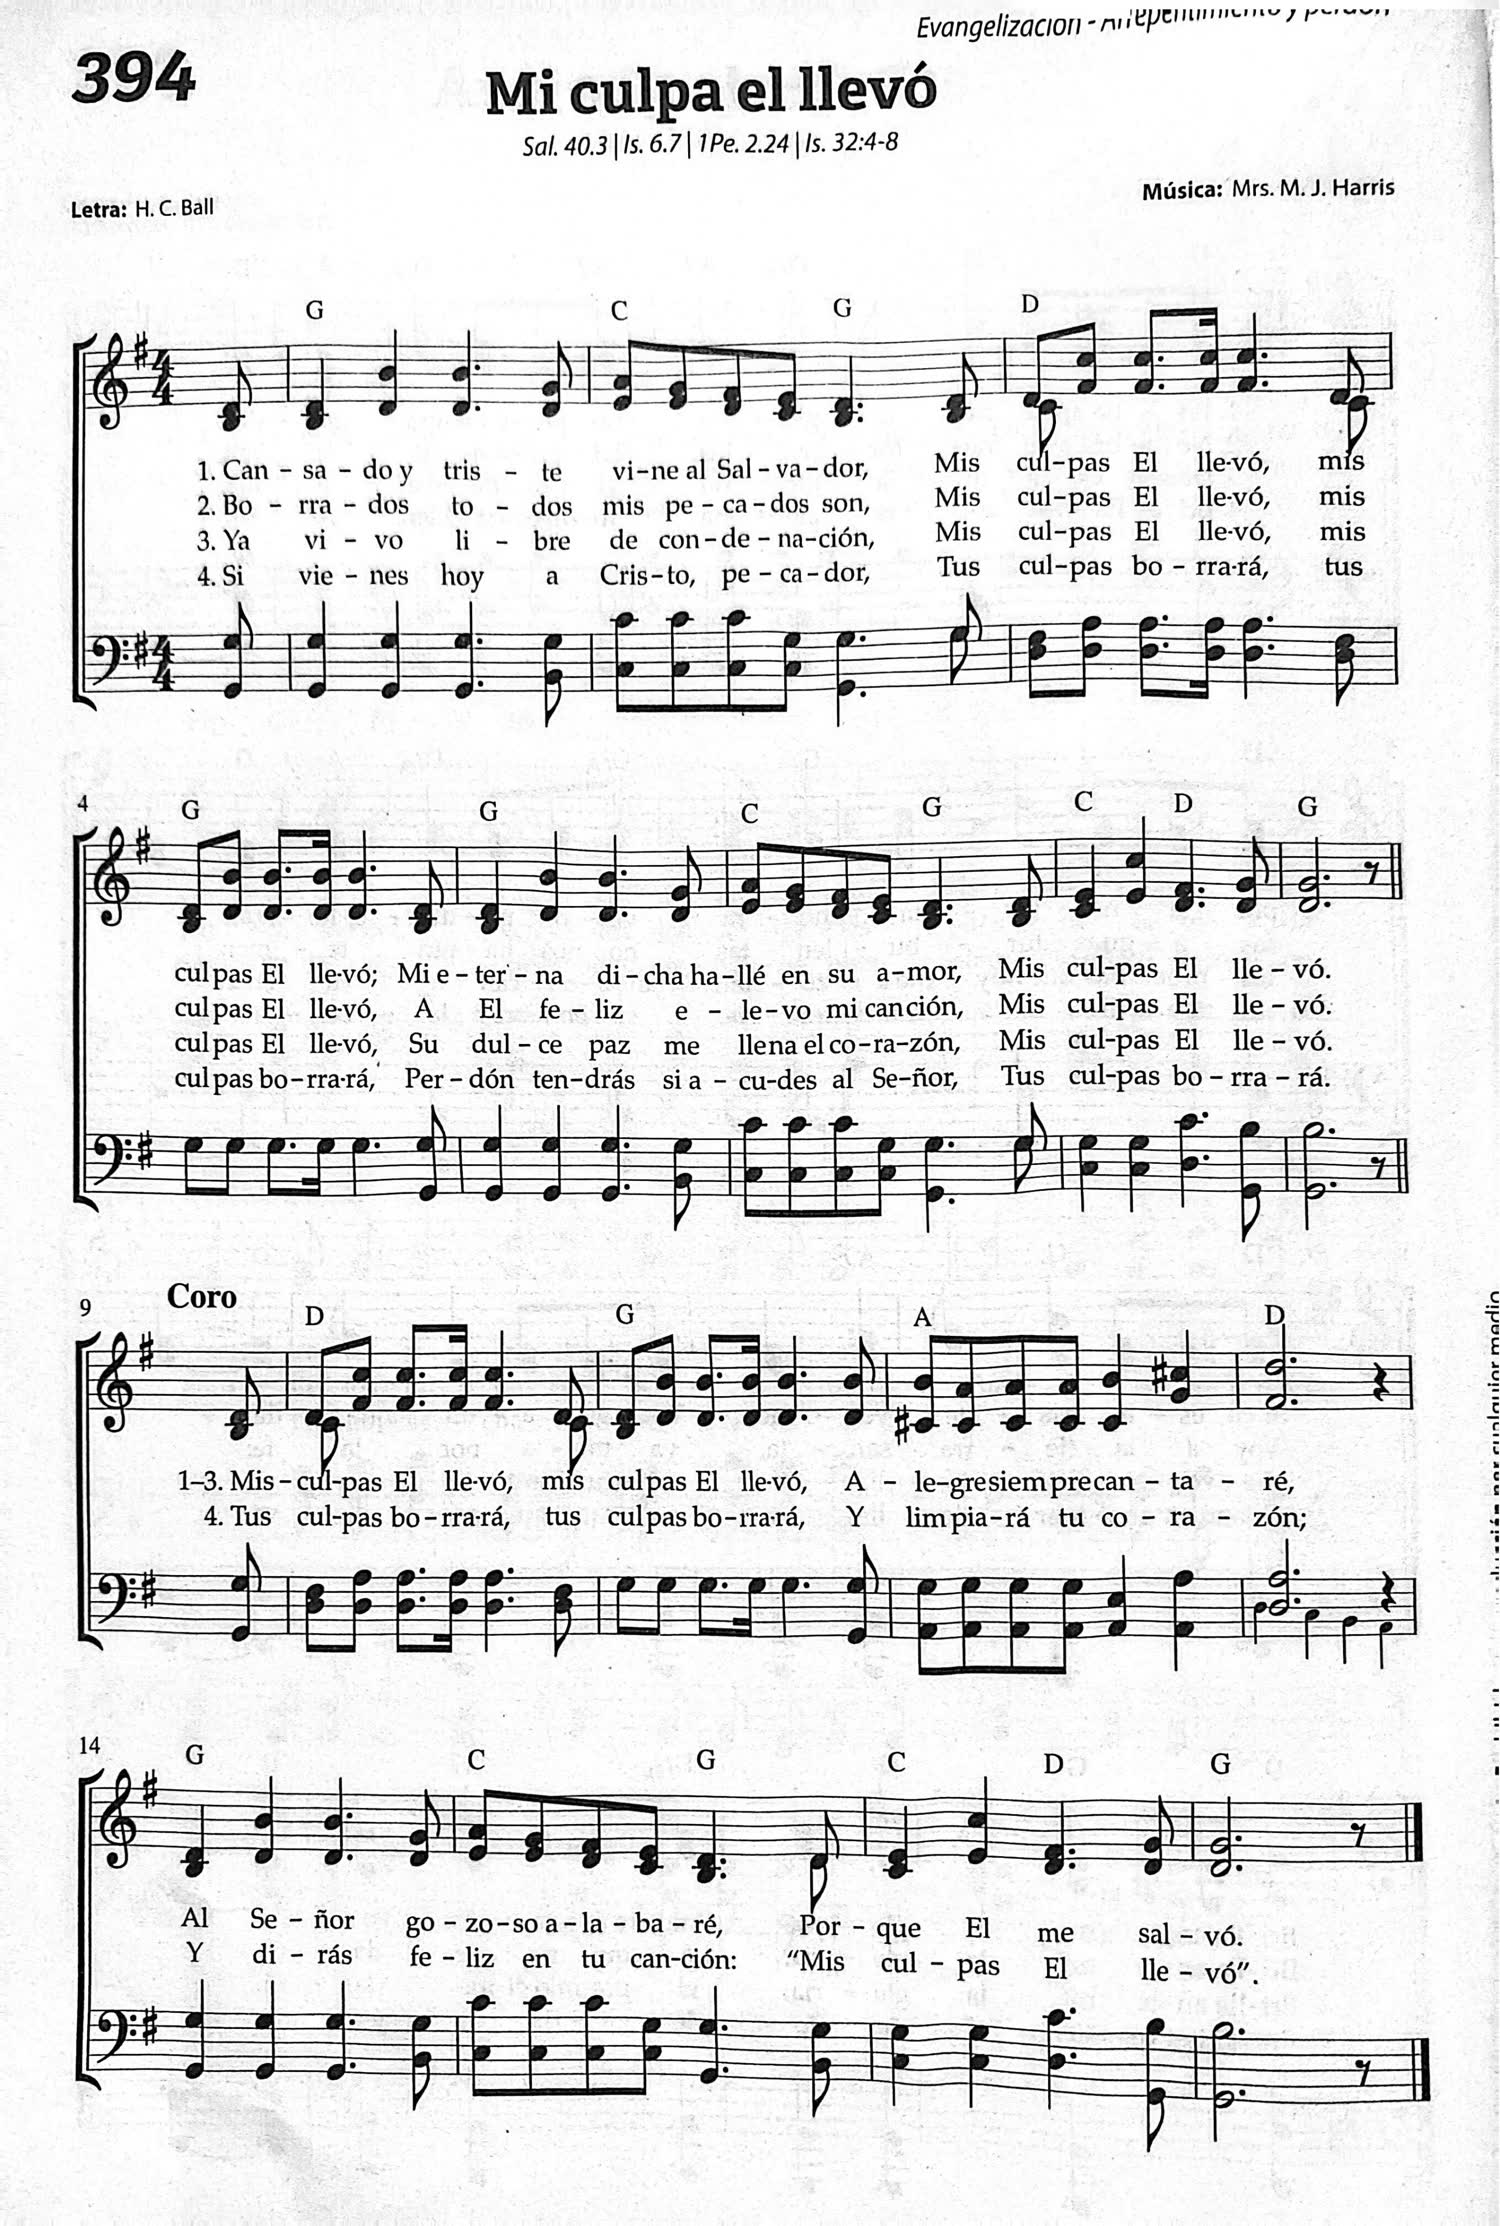 Evangelización - Arrepentimiento y perdón
394
Mi culpa el llevó
Sal. 40.3 | Is. 6.7 | 1Pe. 2.24 | Is. 32:4-8
Letra: H. C. Ball
Música: Mrs. M. J. Harris
G C G D
1. Can - sa - do y tris - te vi - ne al Sal - va - dor, Mis cul - pas El lle - vó, mis
2. Bo - rra - dos to - dos mis pe - ca - dos son, Mis cul - pas El lle - vó, mis
3. Ya vi - vo li - bre de con - de - na - ción, Mis cul - pas El lle - vó, mis
4. Si vie - nes hoy a Cris - to, pe - ca - dor, Tus cul - pas bo - rra - rá, tus
4
G G C G C D G
cul pas El lle - vó; Mi e - ter - na di - cha ha - llé en su a - mor, Mis cul - pas El lle - vó.
cul pas El lle - vó, A El fe - liz e - le - vo mi can ción, Mis cul - pas El lle - vó.
cul pas El lle - vó, Su dul - ce paz me lle na el co - ra - zón, Mis cul - pas El lle - vó.
cul pas bo - rra - rá, Per - dón ten - drás si a - cu - des al Se - ñor, Tus cul - pas bo - rra - rá.
9
Coro
D G A D
1–3. Mis - cul - pas El lle - vó, mis cul pas El lle - vó, A - le - gre siem pre can - ta - ré,
4. Tus cul - pas bo - rra - rá, tus cul pas bo - rra - rá, Y lim pia - rá tu co - ra - zón;
14
G C G C D G
Al Se - ñor go - zo - so a - la - ba - ré, Por - que El me sal - vó.
Y di - rás fe - liz en tu can - ción: “Mis cul - pas El lle - vó”.
por cualquier medio